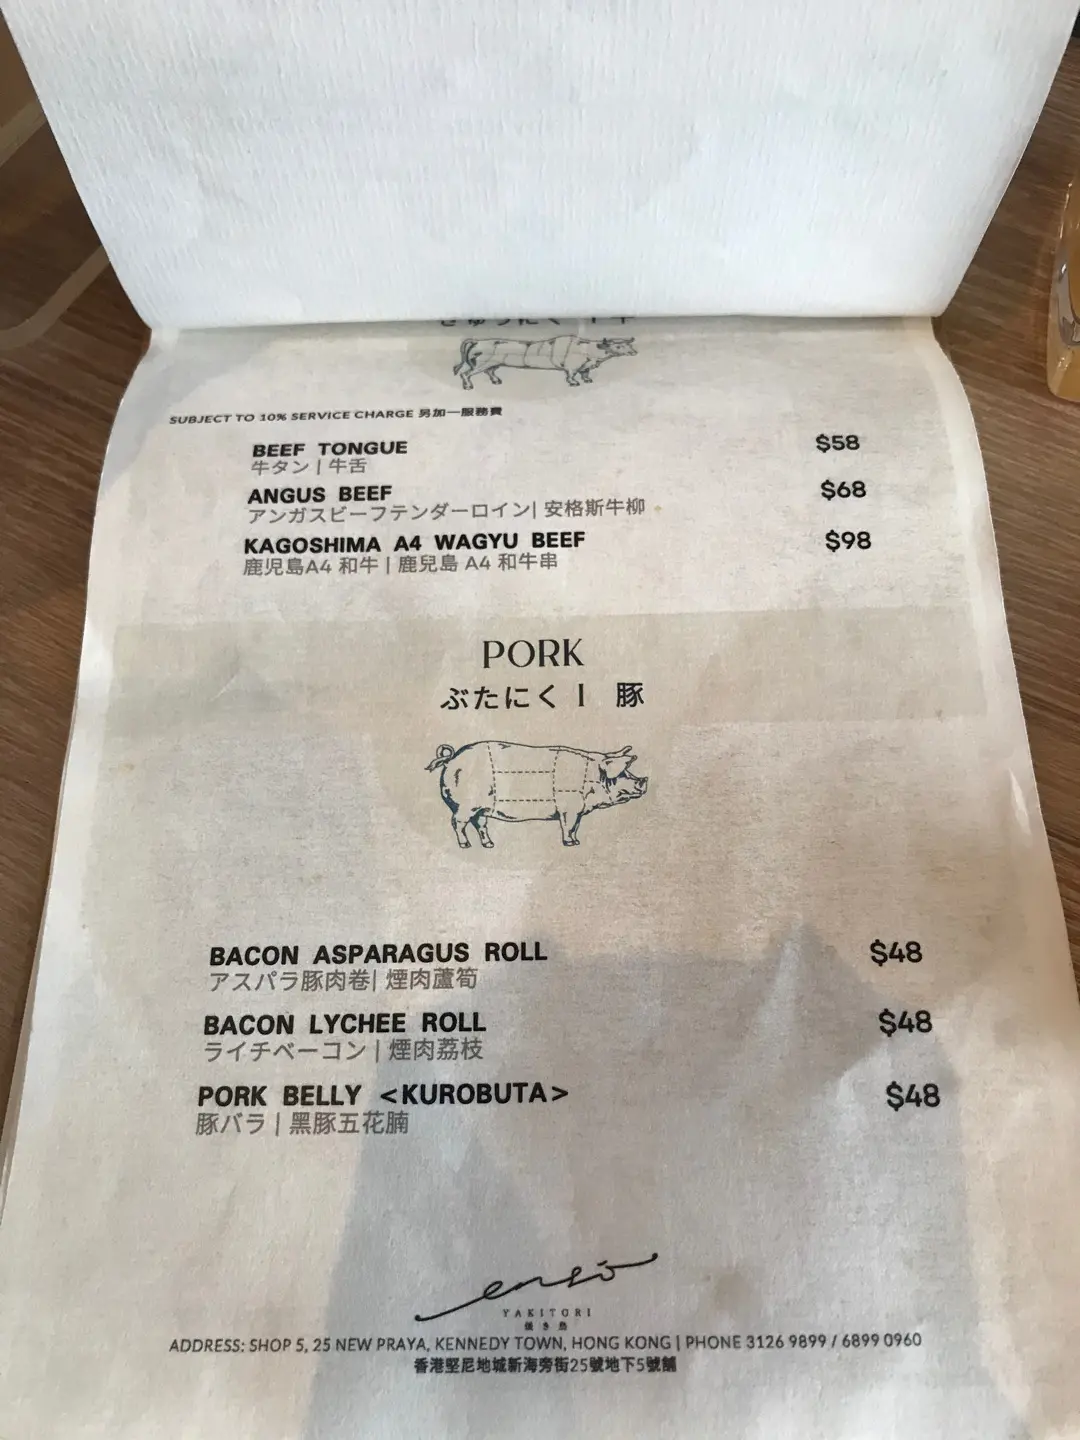 SUBJECT TO 10% SERVICE CHARGE 另加一服務費
BEEF TONGUE $58
牛タン | 牛舌
ANGUS BEEF $68
アンガスビーフテンダーロイン| 安格斯牛柳
KAGOSHIMA A4 WAGYU BEEF $98
鹿児島A4 和牛 | 鹿兒島 A4 和牛串
PORK
ぶたにく | 豚
BACON ASPARAGUS ROLL $48
アスパラ豚肉卷| 煙肉蘆筍
BACON LYCHEE ROLL $48
ライチベーコン | 煙肉荔枝
PORK BELLY <KUROBUTA> $48
豚バラ | 黑豚五花腩
enso
YAKITORI
焼き鳥
ADDRESS: SHOP 5, 25 NEW PRAYA, KENNEDY TOWN, HONG KONG | PHONE 3126 9899 / 6899 0960
香港堅尼地城新海旁街25號地下5號舖